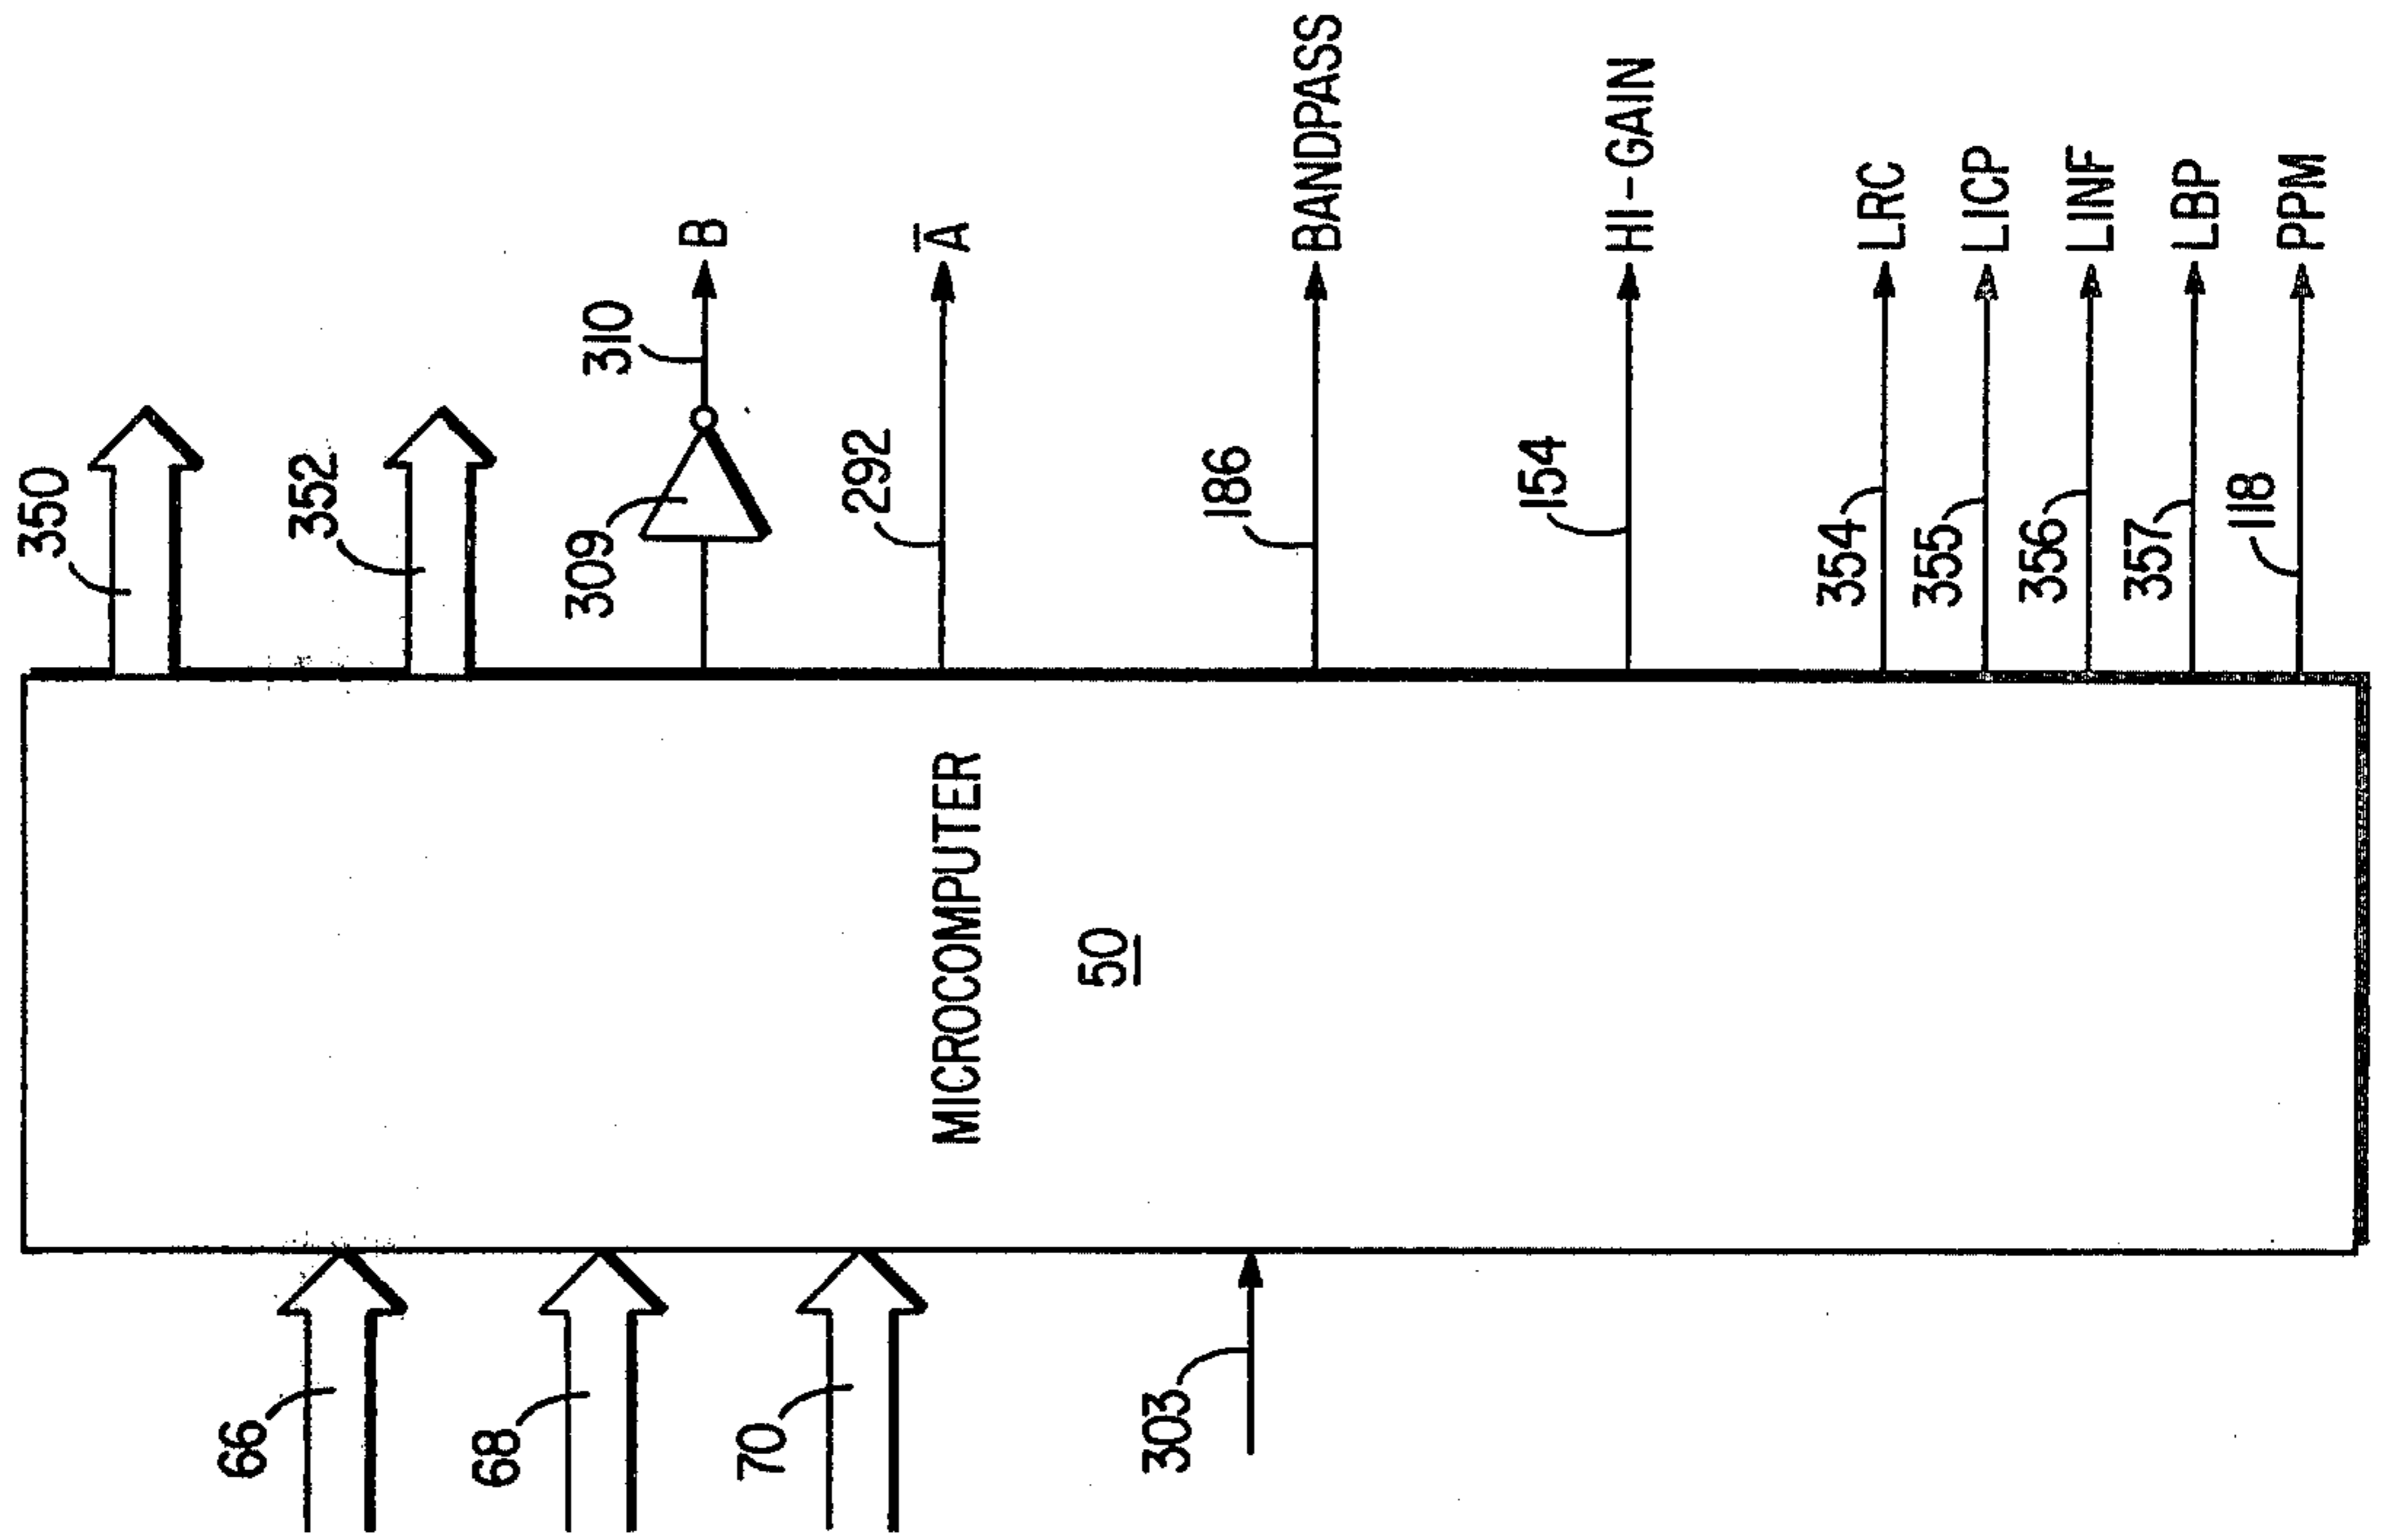 350
352
309
310
B
292
A̅
186
BANDPASS
1154
HI-GAIN
354
LRC
355
LICP
356
LINF
357
LBP
118
PPM
MICROCOMPUTER
50
66
68
70
303